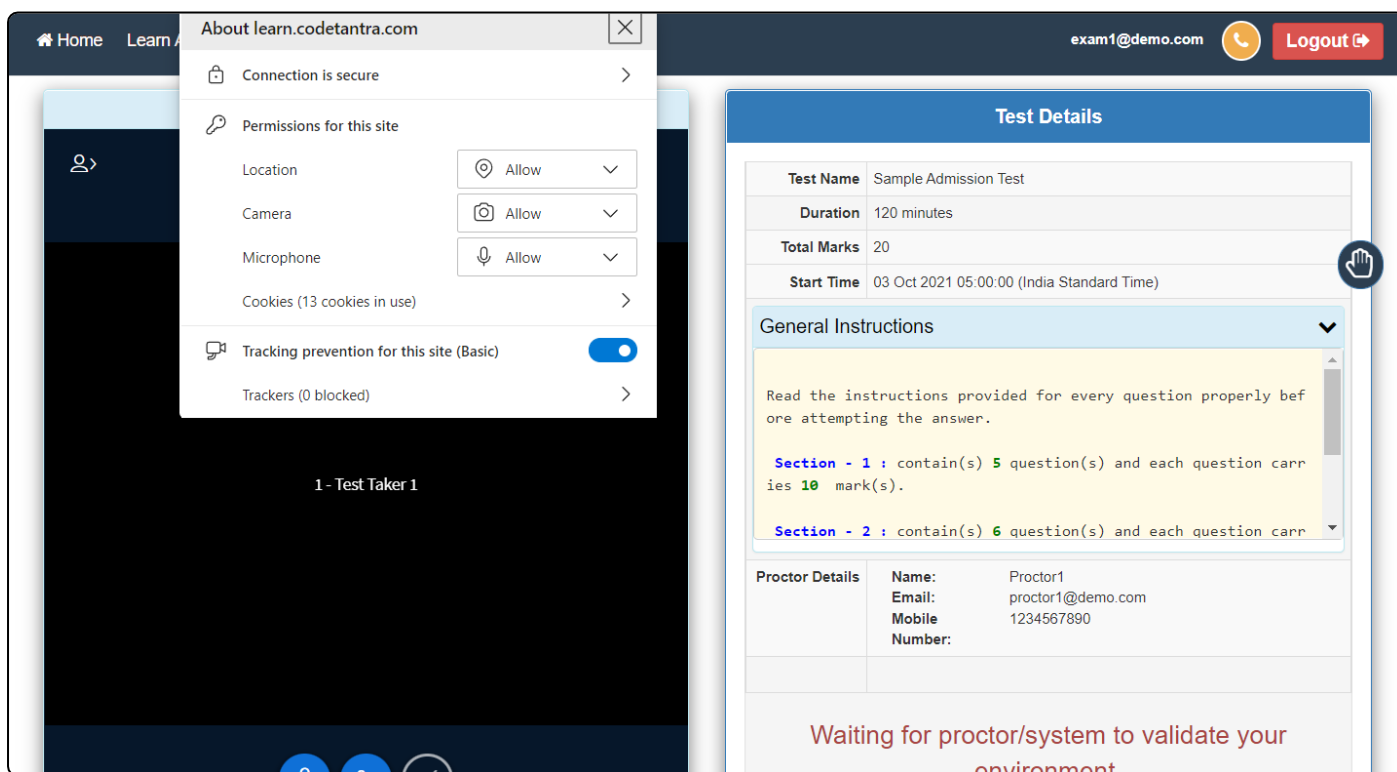 Home Learn A
exam1@demo.com Logout
About learn.codetantra.com
Connection is secure
Permissions for this site
Location Allow
Camera Allow
Microphone Allow
Cookies (13 cookies in use)
Tracking prevention for this site (Basic)
Trackers (0 blocked)
1 - Test Taker 1
Test Details
Test Name Sample Admission Test
Duration 120 minutes
Total Marks 20
Start Time 03 Oct 2021 05:00:00 (India Standard Time)
General Instructions
Read the instructions provided for every question properly bef
ore attempting the answer.
Section - 1 : contain(s) 5 question(s) and each question carr
ies 10 mark(s).
Section - 2 : contain(s) 6 question(s) and each question carr
Proctor Details Name: Proctor1
Email: proctor1@demo.com
Mobile 1234567890
Number:
Waiting for proctor/system to validate your
environment